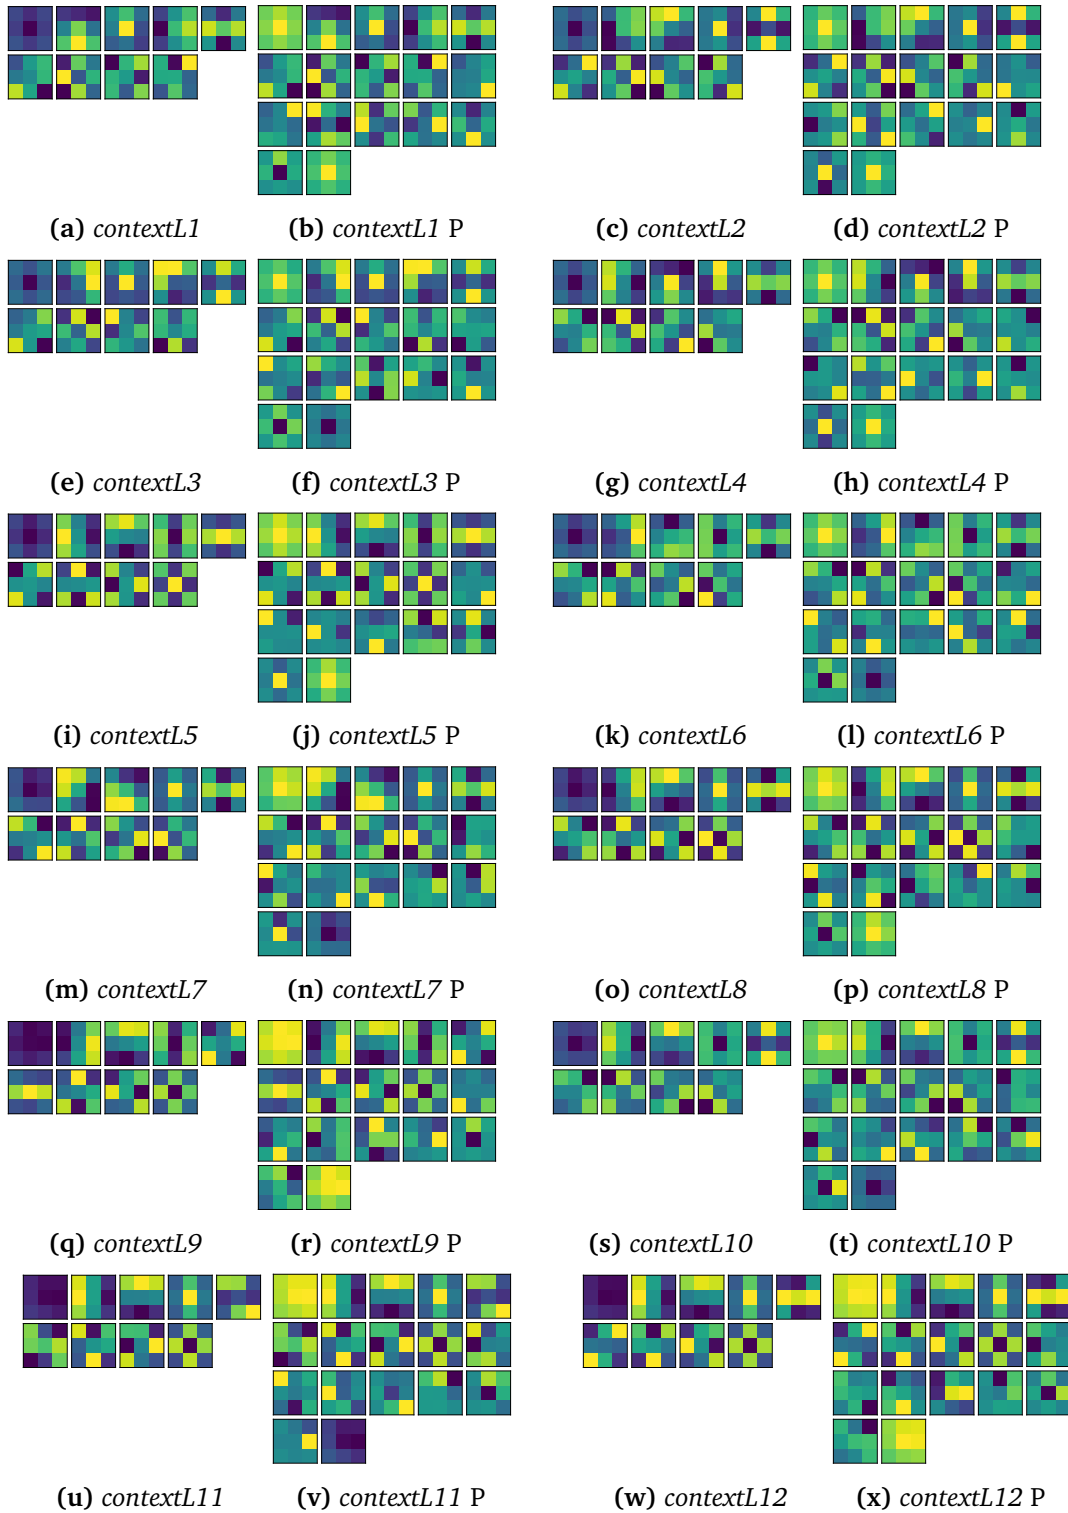 (a) contextL1 (b) contextL1 P (c) contextL2 (d) contextL2 P
(e) contextL3 (f) contextL3 P (g) contextL4 (h) contextL4 P
(i) contextL5 (j) contextL5 P (k) contextL6 (l) contextL6 P
(m) contextL7 (n) contextL7 P (o) contextL8 (p) contextL8 P
(q) contextL9 (r) contextL9 P (s) contextL10 (t) contextL10 P
(u) contextL11 (v) contextL11 P (w) contextL12 (x) contextL12 P